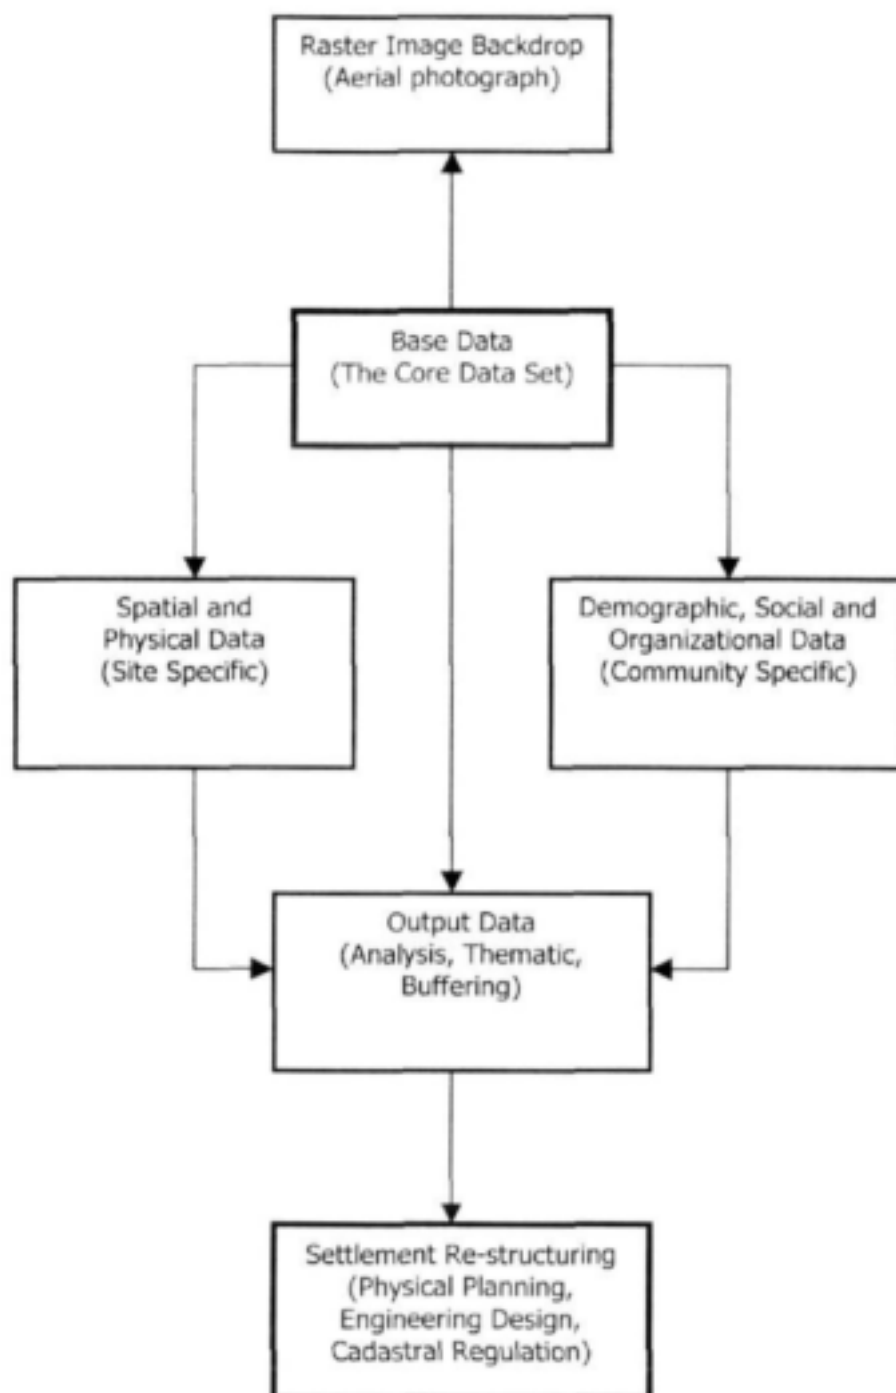 Raster Image Backdrop
(Aerial photograph)
Base Data
(The Core Data Set)
Spatial and
Physical Data
(Site Specific)
Demographic, Social and
Organizational Data
(Community Specific)
Output Data
(Analysis, Thematic,
Buffering)
Settlement Re-structuring
(Physical Planning,
Engineering Design,
Cadastral Regulation)